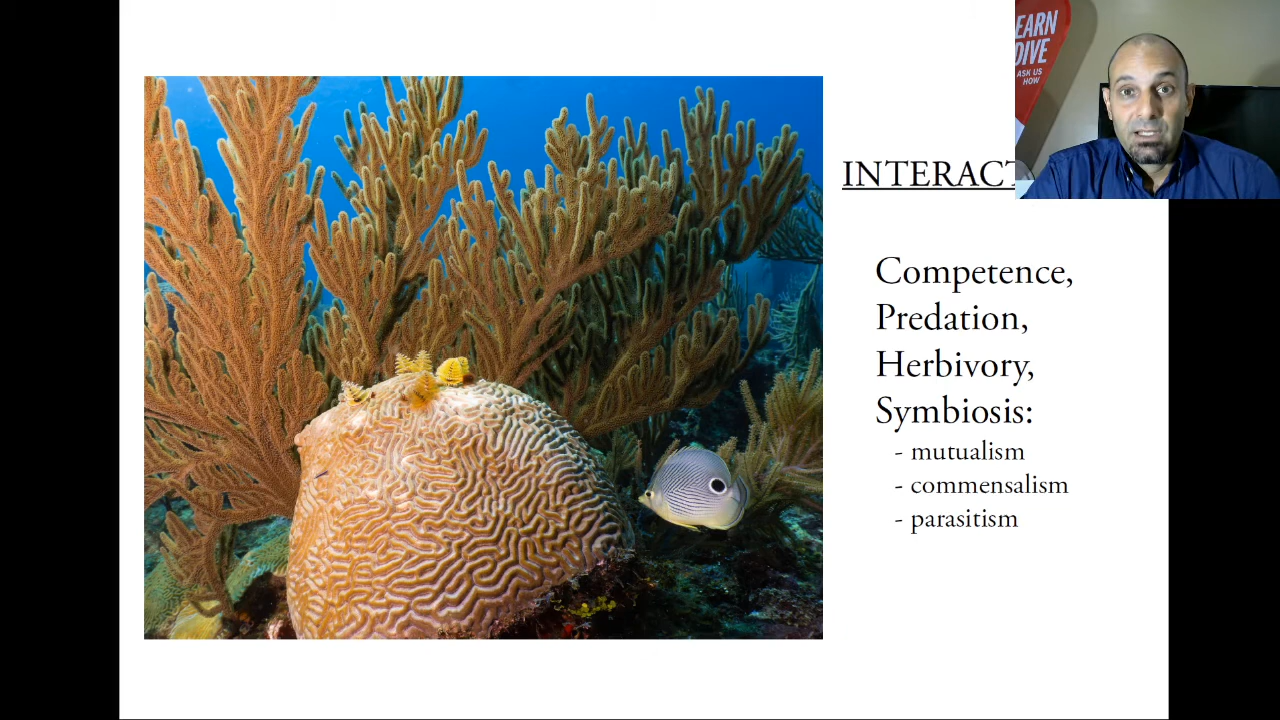 EARN
DIVE
ASK US
HOW
INTERACT
Competence,
Predation,
Herbivory,
Symbiosis:
- mutualism
- commensalism
- parasitism